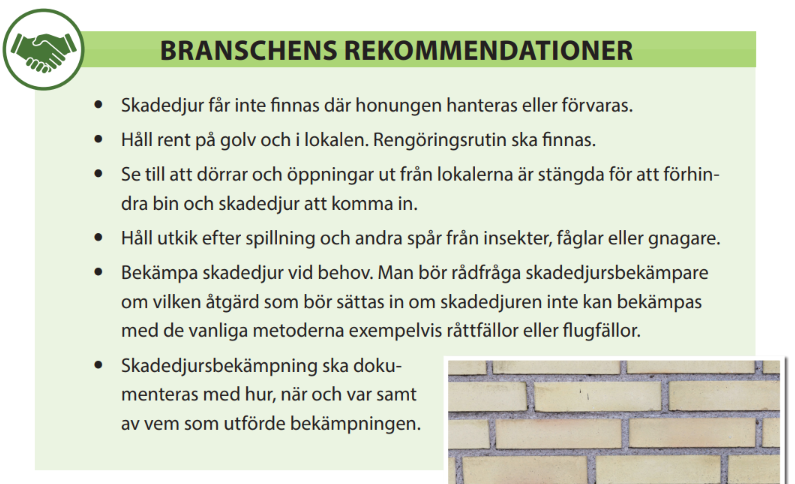 BRANSCHENS REKOMMENDATIONER
• Skadedjur får inte finnas där honungen hanteras eller förvaras.
• Håll rent på golv och i lokalen. Rengöringsrutin ska finnas.
• Se till att dörrar och öppningar ut från lokalerna är stängda för att förhin-
dra bin och skadedjur att komma in.
• Håll utkik efter spillning och andra spår från insekter, fåglar eller gnagare.
• Bekämpa skadedjur vid behov. Man bör rådfråga skadedjursbekämpare
om vilken åtgärd som bör sättas in om skadedjuren inte kan bekämpas
med de vanliga metoderna exempelvis råttfällor eller flugfällor.
• Skadedjursbekämpning ska doku-
menteras med hur, när och var samt
av vem som utförde bekämpningen.